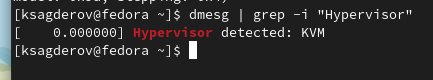 [ksagderov@fedora ~]$ dmesg | grep -i "Hypervisor"
[    0.000000] Hypervisor detected: KVM
[ksagderov@fedora ~]$